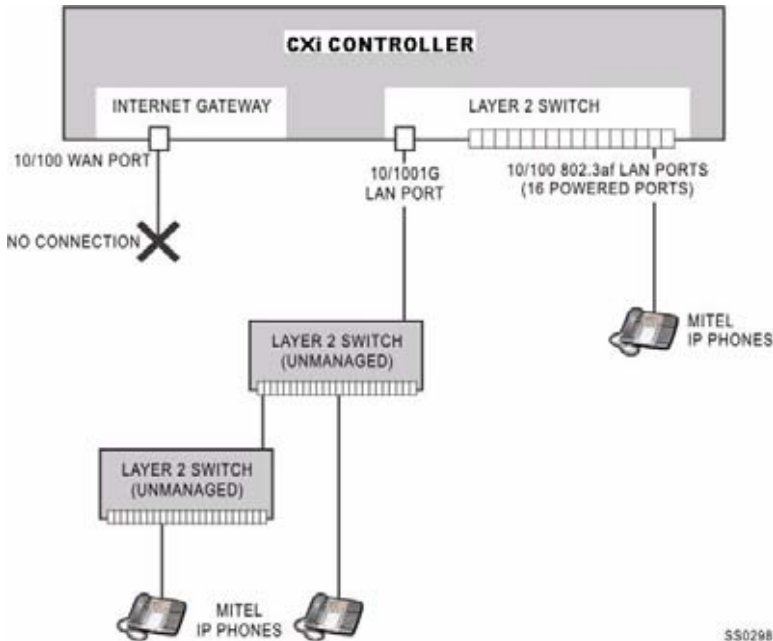 CXi CONTROLLER
INTERNET GATEWAY
LAYER 2 SWITCH
10/100 WAN PORT
10/1001G
LAN PORT
10/100 802.3af LAN PORTS
(16 POWERED PORTS)
NO CONNECTION
MITEL
IP PHONES
LAYER 2 SWITCH
(UNMANAGED)
LAYER 2 SWITCH
(UNMANAGED)
MITEL
IP PHONES
SS0298